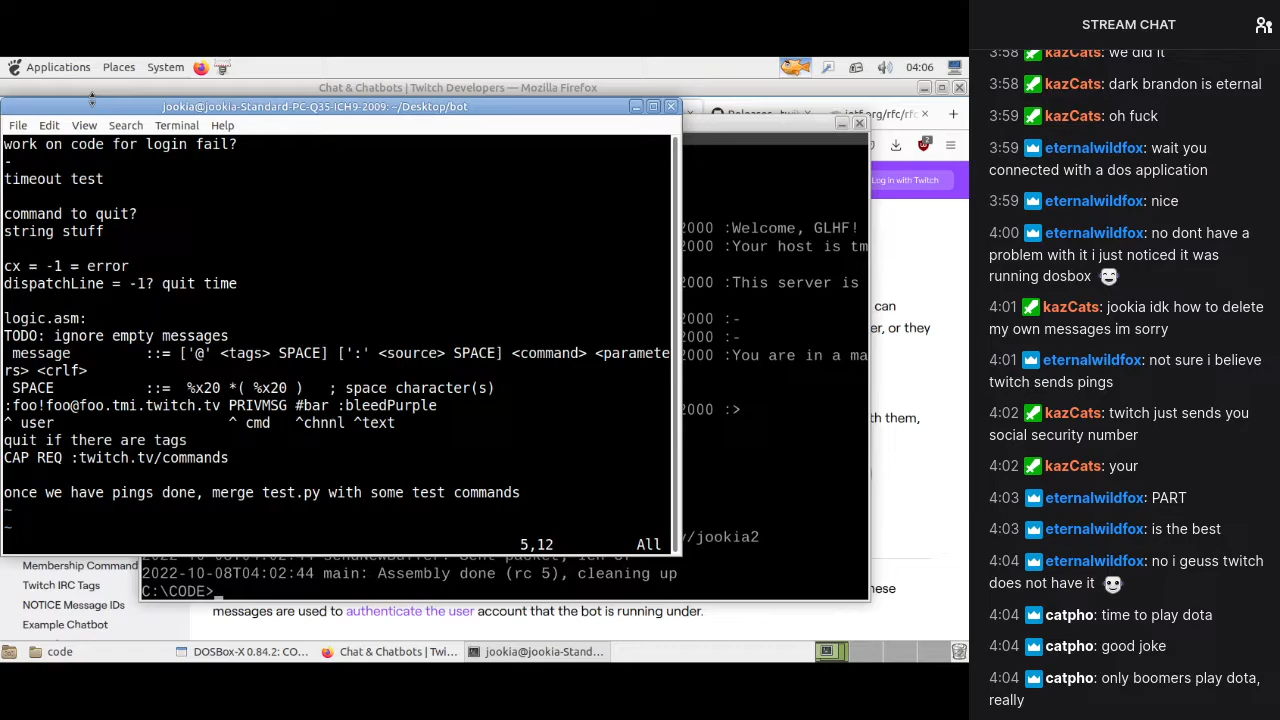 STREAM CHAT
Applications Places System 04:06
Chat & Chatbots | Twitch Developers — Mozilla Firefox
jookia@jookia-Standard-PC-Q35-ICH9-2009: ~/Desktop/bot
File Edit View Search Terminal Help
work on code for login fail?
-
timeout test
command to quit?
string stuff
cx = -1 = error
dispatchLine = -1? quit time
logic.asm:
TODO: ignore empty messages
message ::= ['@' <tags> SPACE] [':' <source> SPACE] <command> <paramete
rs> <crlf>
SPACE ::= %x20 *( %x20 ) ; space character(s)
:foo!foo@foo.tmi.twitch.tv PRIVMSG #bar :bleedPurple
^ user ^ cmd ^chnnl ^text
quit if there are tags
CAP REQ :twitch.tv/commands
once we have pings done, merge test.py with some test commands
~
~
5,12 All
Log in with Twitch
2000 :Welcome, GLHF!
2000 :Your host is tm
2000 :This server is
2000 :-
2000 :-
2000 :You are in a ma
2000 :>
/jookia2
2022-10-08T04:02:44 main: Assembly done (rc 5), cleaning up
C:\CODE>_
can
er, or they
th them,
nese
Membership Command
Twitch IRC Tags
NOTICE Message IDs
Example Chatbot
messages are used to authenticate the user account that the bot is running under.
code DOSBox-X 0.84.2: CO... Chat & Chatbots | Twi... jookia@jookia-Stand...
3:58 kazCats: we did it
3:58 kazCats: dark brandon is eternal
3:59 kazCats: oh fuck
3:59 eternalwildfox: wait you
connected with a dos application
3:59 eternalwildfox: nice
4:00 eternalwildfox: no dont have a
problem with it i just noticed it was
running dosbox
4:01 kazCats: jookia idk how to delete
my own messages im sorry
4:01 eternalwildfox: not sure i believe
twitch sends pings
4:02 kazCats: twitch just sends you
social security number
4:02 kazCats: your
4:03 eternalwildfox: PART
4:03 eternalwildfox: is the best
4:04 eternalwildfox: no i geuss twitch
does not have it
4:04 catpho: time to play dota
4:04 catpho: good joke
4:04 catpho: only boomers play dota,
really